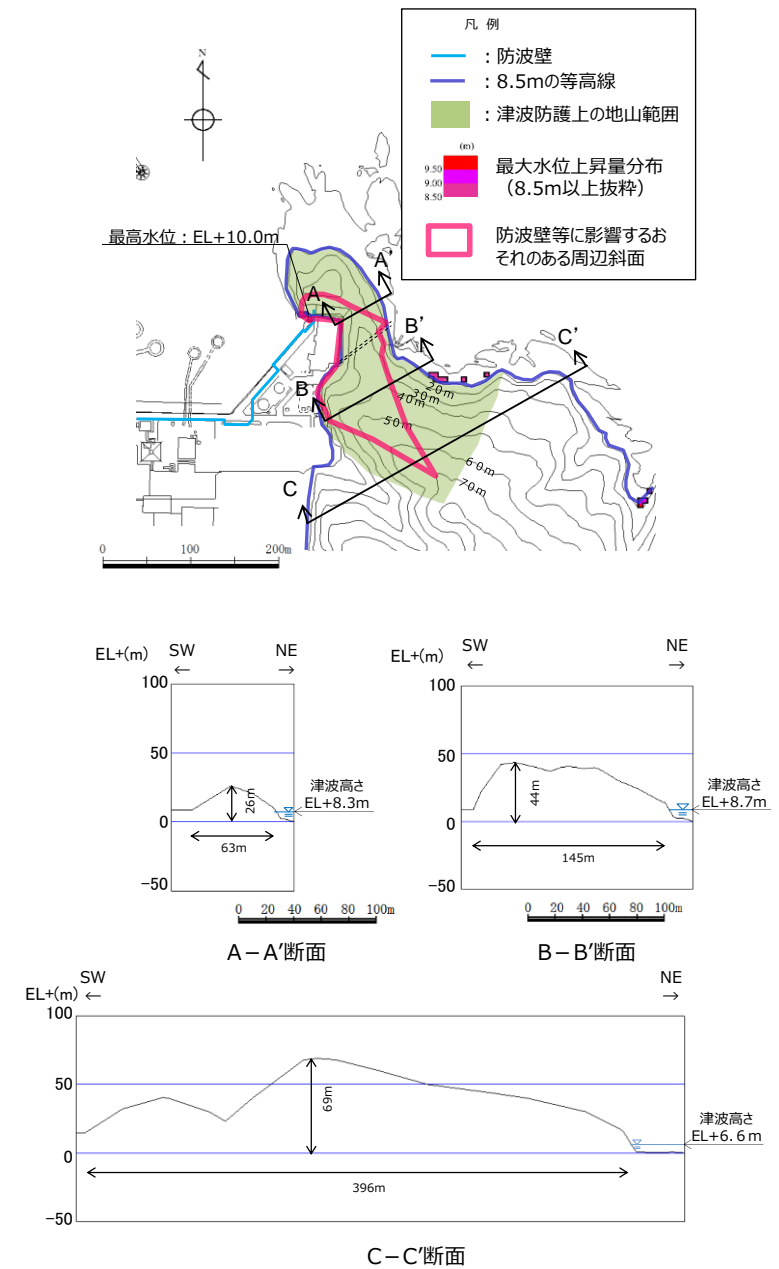 凡 例
：防波壁
：8.5mの等高線
：津波防護上の地山範囲
(m)
9.50
9.00
8.50
最大水位上昇量分布
（8.5m以上抜粋）
防波壁等に影響するお
それのある周辺斜面
N
最高水位：EL+10.0m
A
A'
B
B'
C
C'
20m
30m
40m
50m
60m
70m
0 100 200m
EL+(m)
SW
←
NE
→
100
50
0
−50
26m
63m
津波高さ
EL+8.3m
0 20 40 60 80 100m
A−A'断面
EL+(m)
SW
←
NE
→
100
50
0
−50
44m
145m
津波高さ
EL+8.7m
0 20 40 60 80 100m
B−B'断面
EL+(m)
SW
←
NE
→
100
50
0
−50
69m
396m
津波高さ
EL+6.6m
C−C'断面